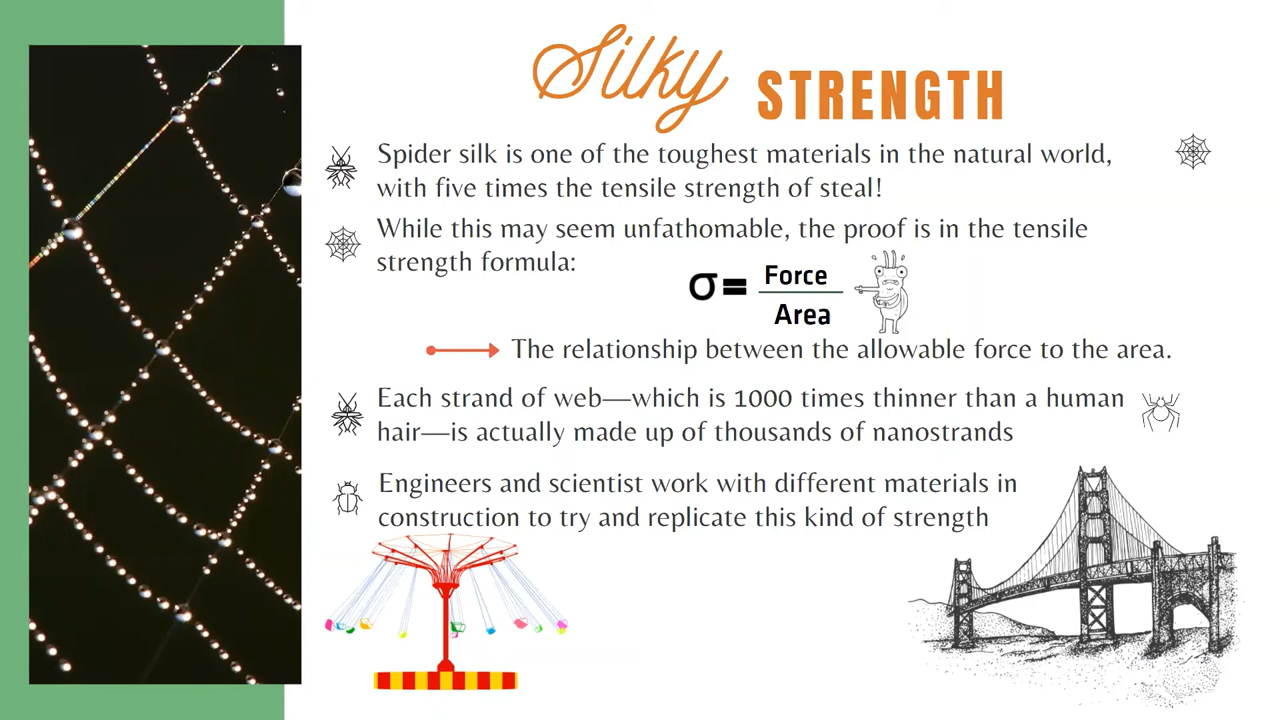 Silky STRENGTH
Spider silk is one of the toughest materials in the natural world,
with five times the tensile strength of steal!
While this may seem unfathomable, the proof is in the tensile
strength formula:
σ = Force
Area
The relationship between the allowable force to the area.
Each strand of web—which is 1000 times thinner than a human
hair—is actually made up of thousands of nanostrands
Engineers and scientist work with different materials in
construction to try and replicate this kind of strength